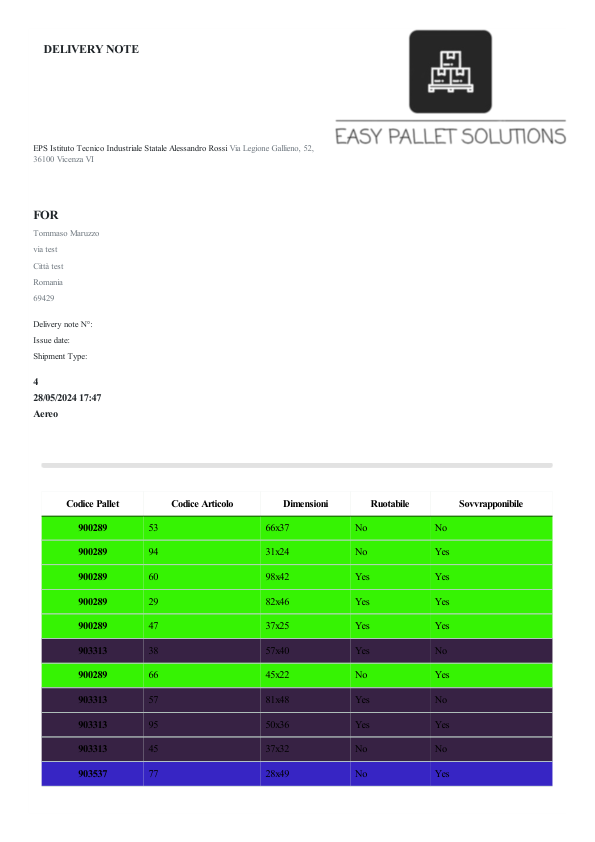 DELIVERY NOTE
EASY PALLET SOLUTIONS
EPS Istituto Tecnico Industriale Statale Alessandro Rossi Via Legione Gallieno, 52,
36100 Vicenza VI
FOR
Tommaso Maruzzo
via test
Città test
Romania
69429
Delivery note N°:
Issue date:
Shipment Type:
4
28/05/2024 17:47
Aereo
Codice Pallet Codice Articolo Dimensioni Ruotabile Sovvrapponibile
900289 53 66x37 No No
900289 94 31x24 No Yes
900289 60 98x42 Yes Yes
900289 29 82x46 Yes Yes
900289 47 37x25 Yes Yes
903313 38 57x40 Yes No
900289 66 45x22 No Yes
903313 57 81x48 Yes No
903313 95 50x36 Yes Yes
903313 45 37x32 No No
903537 77 28x49 No Yes